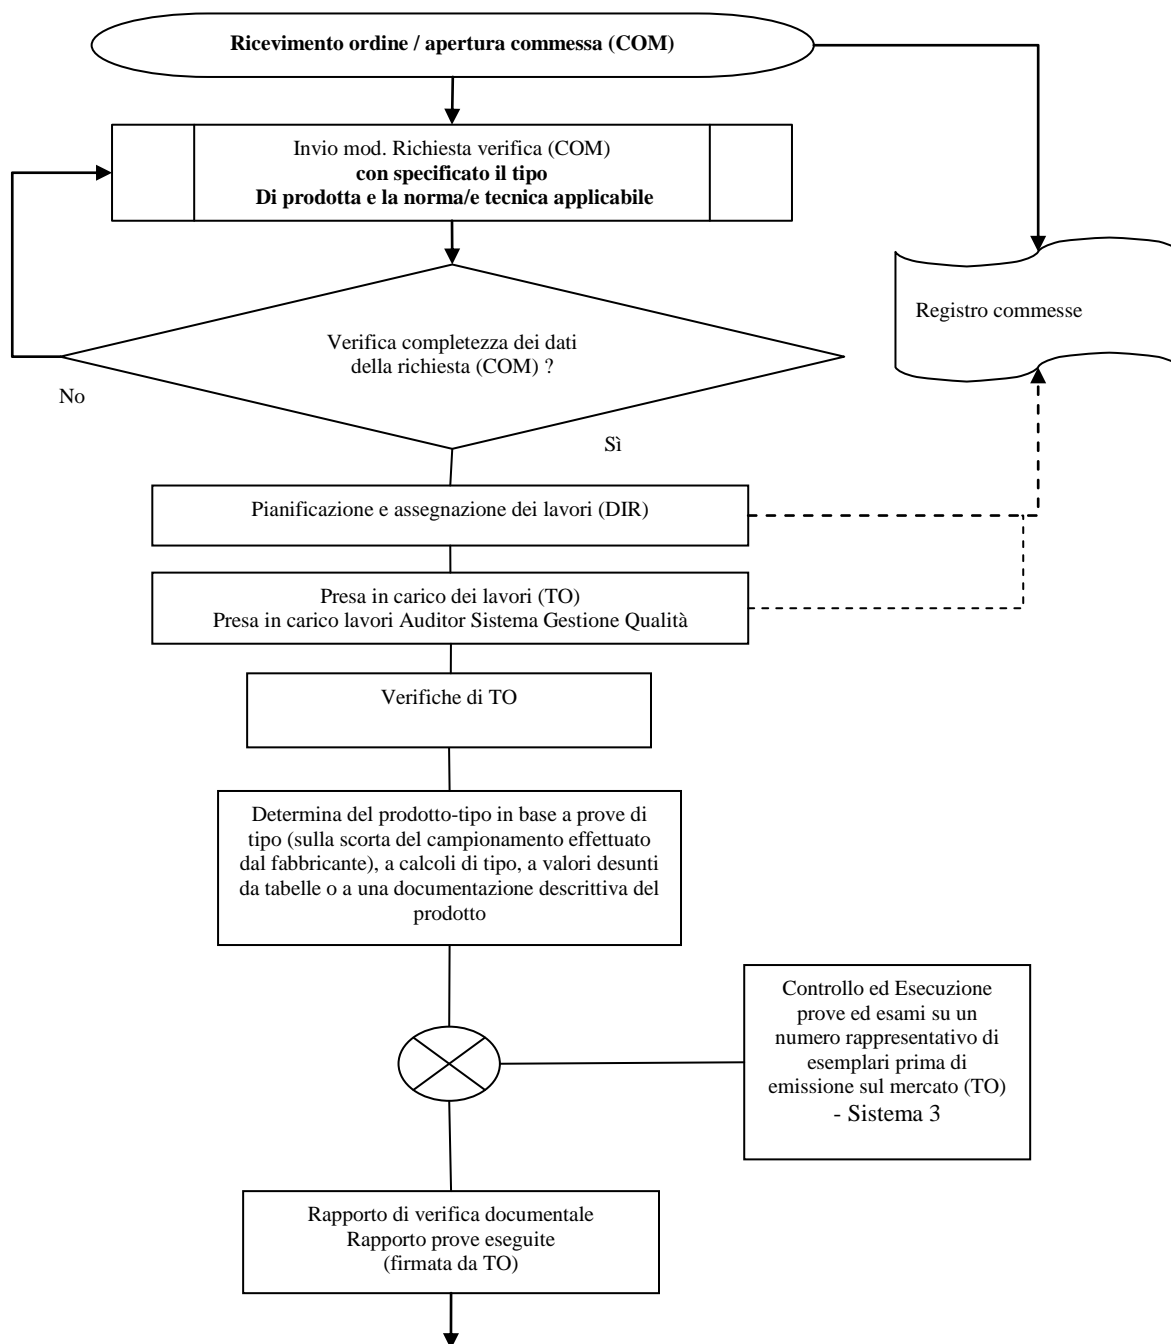 Ricevimento ordine / apertura commessa (COM)
Invio mod. Richiesta verifica (COM)
con specificato il tipo
Di prodotta e la norma/e tecnica applicabile
Registro commesse
Verifica completezza dei dati
della richiesta (COM) ?
No
Sì
Pianificazione e assegnazione dei lavori (DIR)
Presa in carico dei lavori (TO)
Presa in carico lavori Auditor Sistema Gestione Qualità
Verifiche di TO
Determina del prodotto-tipo in base a prove di
tipo (sulla scorta del campionamento effettuato
dal fabbricante), a calcoli di tipo, a valori desunti
da tabelle o a una documentazione descrittiva del
prodotto
Controllo ed Esecuzione
prove ed esami su un
numero rappresentativo di
esemplari prima di
emissione sul mercato (TO)
- Sistema 3
Rapporto di verifica documentale
Rapporto prove eseguite
(firmata da TO)